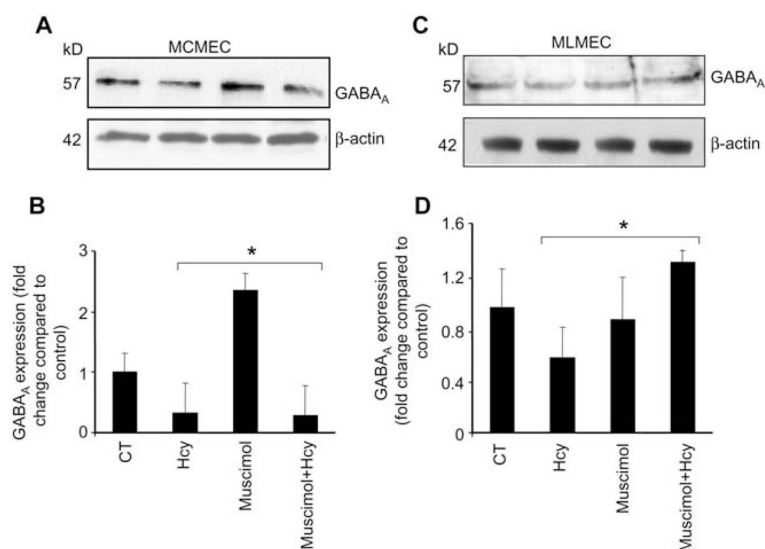 A
MCMEC
kD
57
GABAA
42
β-actin
B
GABAA expression (fold
change compared to
control)
3
2
1
0
*
CT
Hcy
Muscimol
Muscimol+Hcy
C
MLMEC
kD
57
GABAA
42
β-actin
D
GABAA expression
(fold change compared to
control)
1.6
1.2
0.8
0.4
0
*
CT
Hcy
Muscimol
Muscimol+Hcy